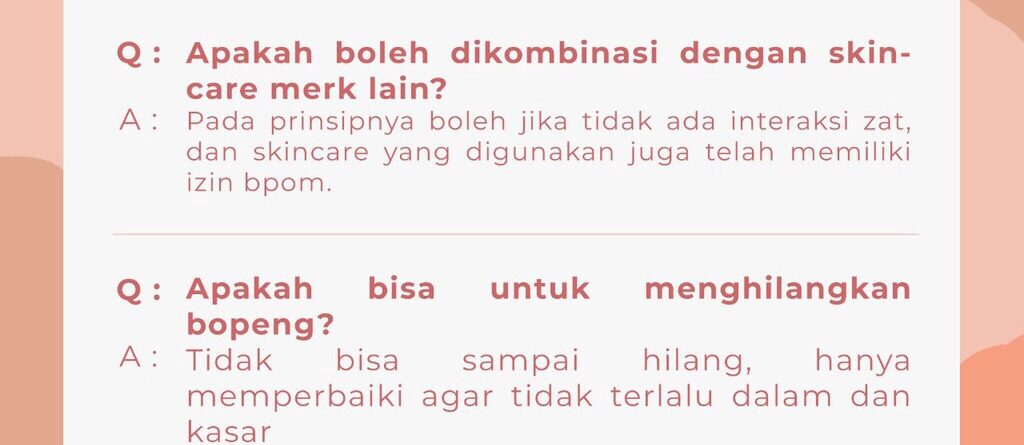 Q : Apakah boleh dikombinasi dengan skin-
care merk lain?
A : Pada prinsipnya boleh jika tidak ada interaksi zat,
dan skincare yang digunakan juga telah memiliki
izin bpom.
Q : Apakah bisa untuk menghilangkan
bopeng?
A : Tidak bisa sampai hilang, hanya
memperbaiki agar tidak terlalu dalam dan
kasar